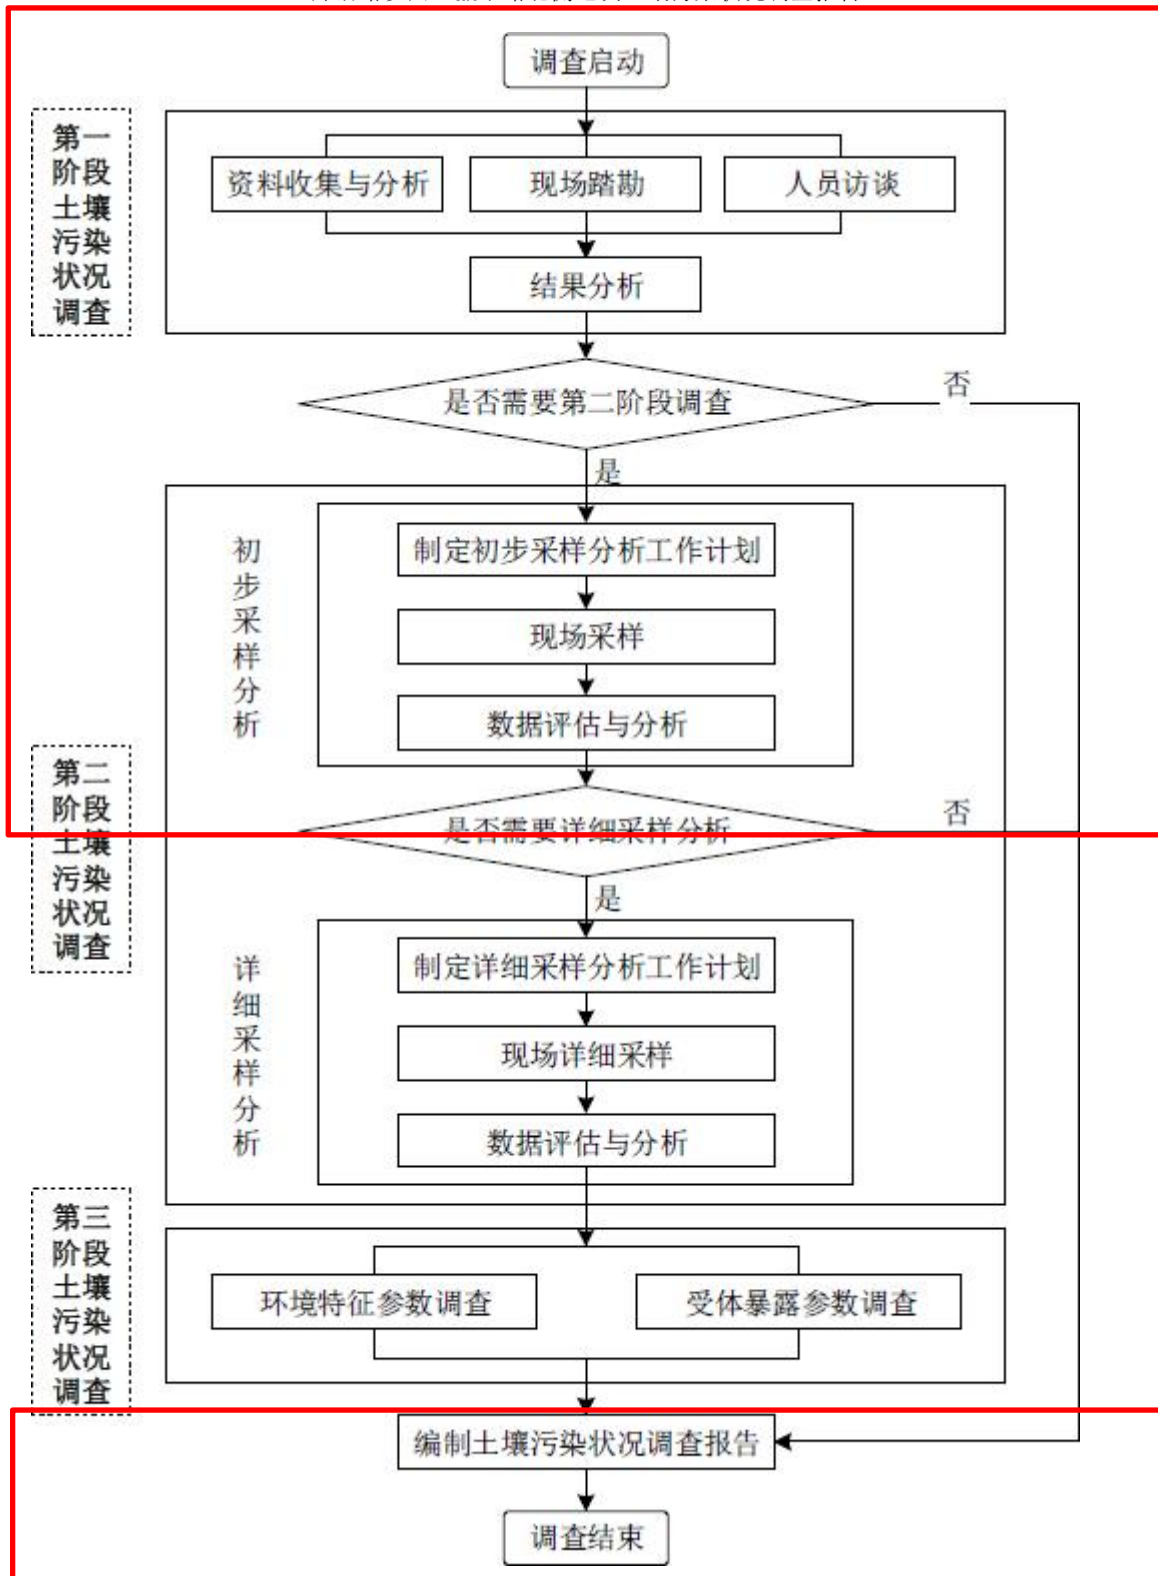 调查启动
第一
阶段
土壤
污染
状况
调查
资料收集与分析
现场踏勘
人员访谈
结果分析
是否需要第二阶段调查
否
是
初
步
采
样
分
析
制定初步采样分析工作计划
现场采样
数据评估与分析
第二
阶段
土壤
污染
状况
调查
是否需要详细采样分析
否
是
详
细
采
样
分
析
制定详细采样分析工作计划
现场详细采样
数据评估与分析
第三
阶段
土壤
污染
状况
调查
环境特征参数调查
受体暴露参数调查
编制土壤污染状况调查报告
调查结束